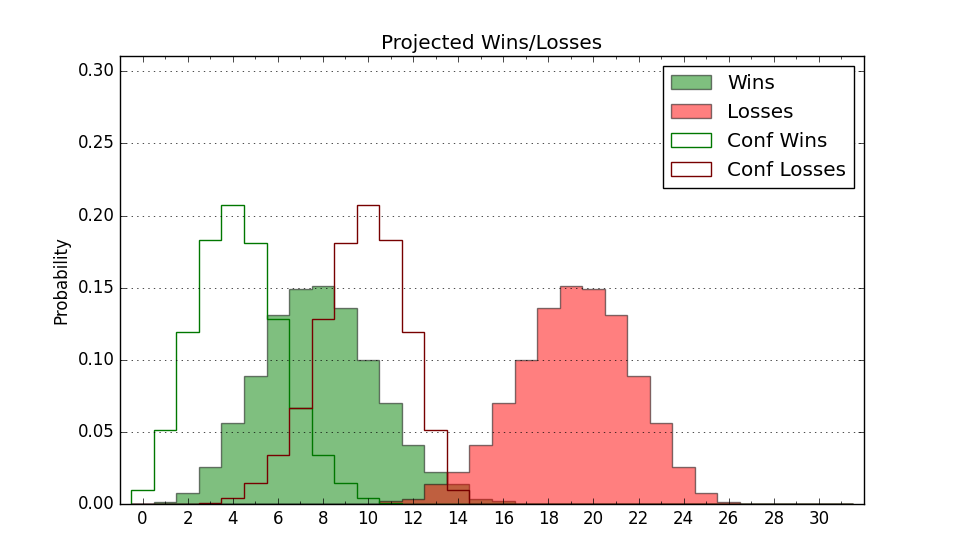 Projected Wins/Losses
Probability
0.30
0.25
0.20
0.15
0.10
0.05
0.00
0 2 4 6 8 10 12 14 16 18 20 22 24 26 28 30
Wins
Losses
Conf Wins
Conf Losses